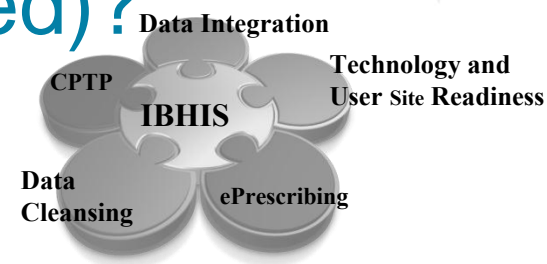 ed)?
Data Integration
CPTP
Technology and
User Site Readiness
IBHIS
Data
Cleansing
ePrescribing